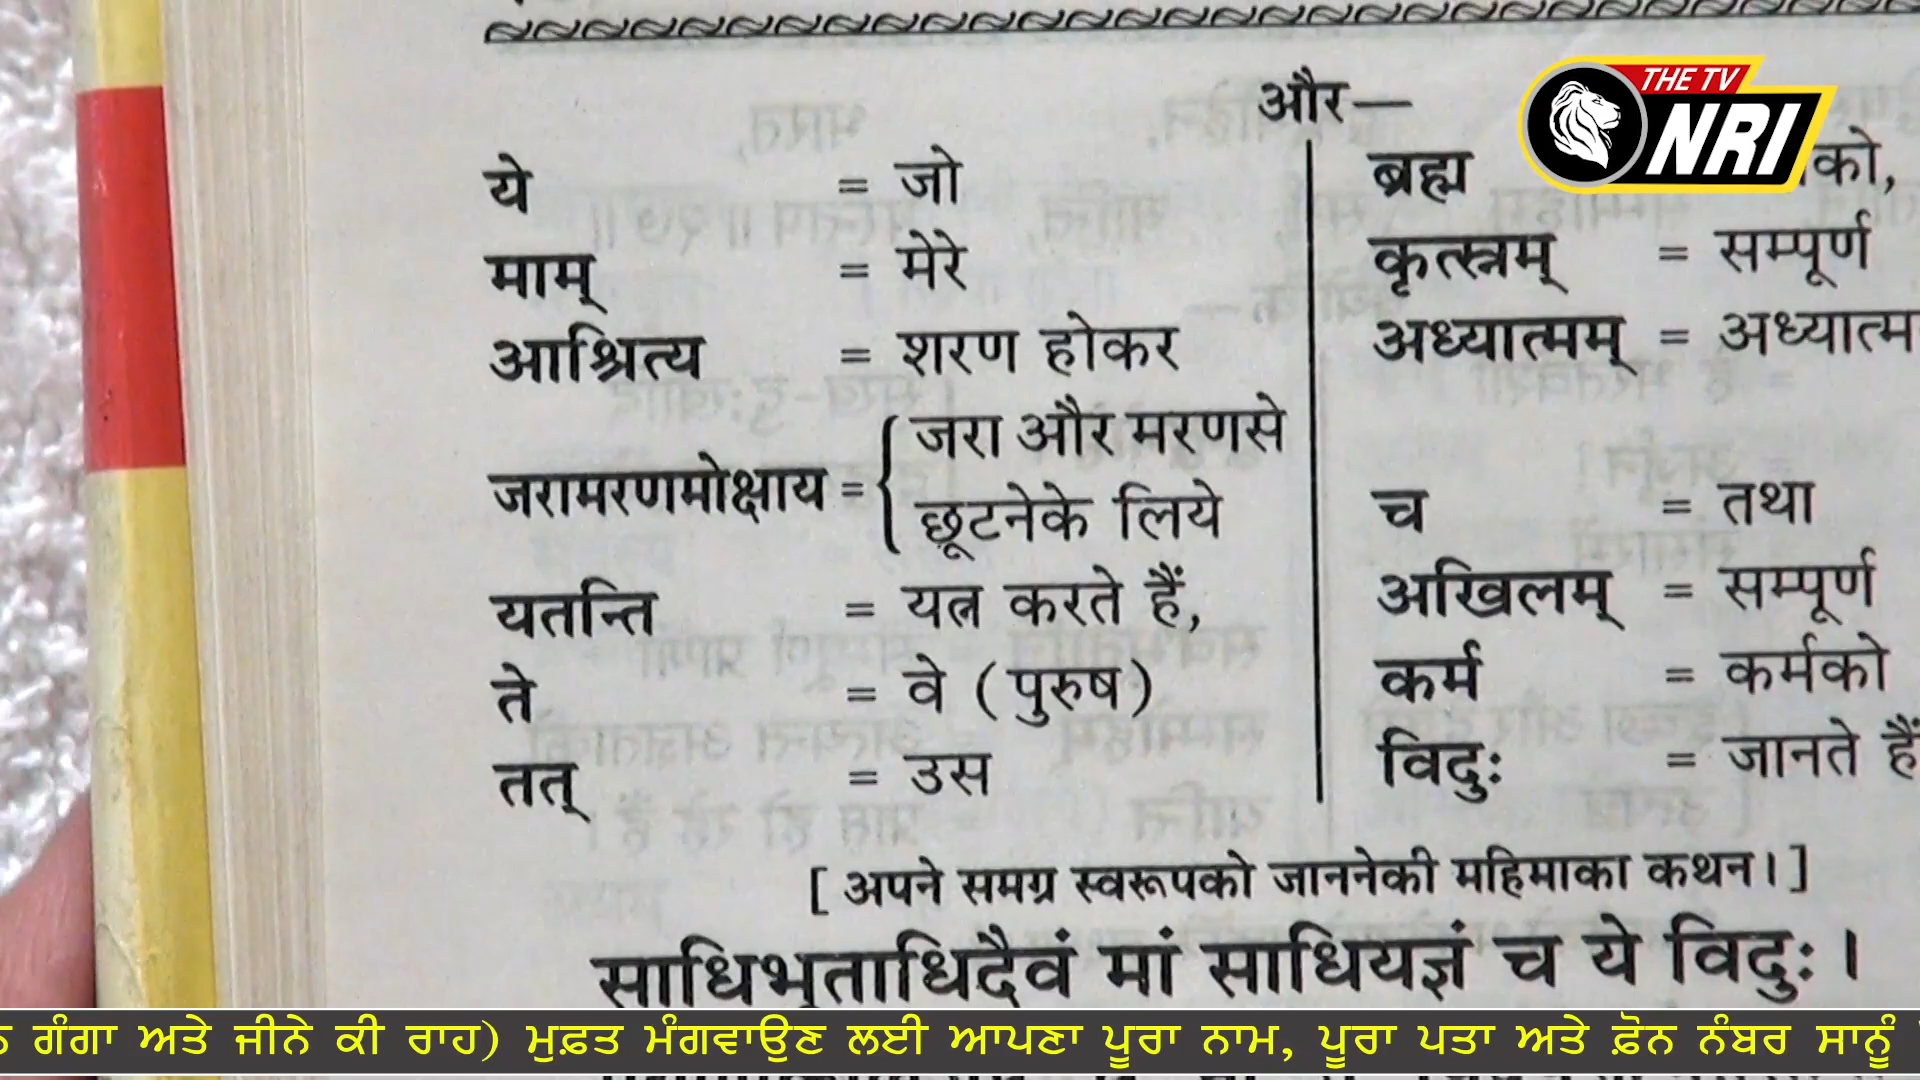 और—
ये = जो
माम् = मेरे
आश्रित्य = शरण होकर
जरामरणमोक्षाय = { जरा और मरणसे
छूटनेके लिये
यतन्ति = यत्न करते हैं,
ते = वे ( पुरुष )
तत् = उस
ब्रह्म
कृत्स्नम् = सम्पूर्ण
अध्यात्मम् = अध्यात्म
च = तथा
अखिलम् = सम्पूर्ण
कर्म = कर्मको
विदुः = जानते हैं
[ अपने समग्र स्वरूपको जाननेकी महिमाका कथन। ]
साधिभूताधिदैवं मां साधियज्ञं च ये विदुः ।
THE TV
NRI
ਗੰਗਾ ਅਤੇ ਜੀਨੇ ਕੀ ਰਾਹ) ਮੁਫ਼ਤ ਮੰਗਵਾਉਣ ਲਈ ਆਪਣਾ ਪੂਰਾ ਨਾਮ, ਪੂਰਾ ਪਤਾ ਅਤੇ ਫ਼ੋਨ ਨੰਬਰ ਸਾਨੂੰ